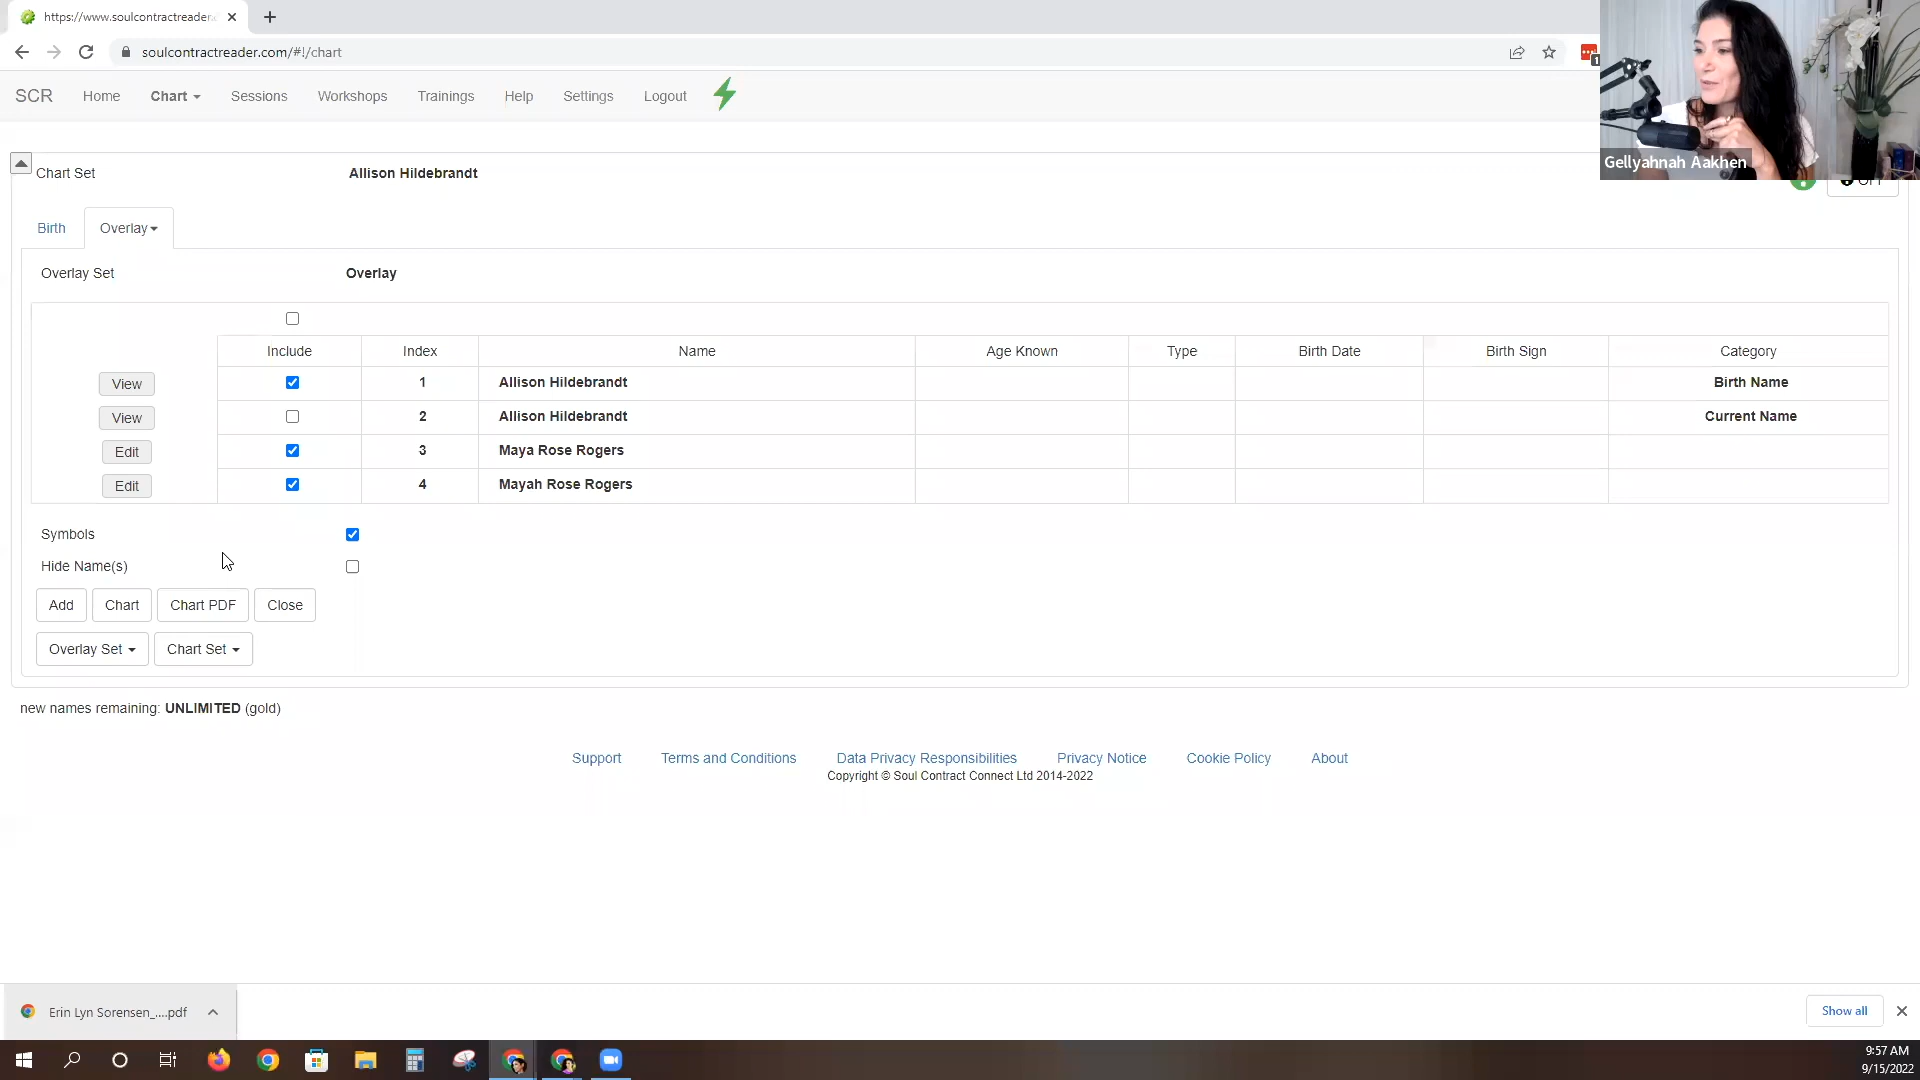 https://www.soulcontractreader.
soulcontractreader.com/#!/chart
SCR Home Chart Sessions Workshops Trainings Help Settings Logout
Gellyahnah Aakhen
Chart Set Allison Hildebrandt
Birth Overlay
Overlay Set Overlay
Include Index Name Age Known Type Birth Date Birth Sign Category
View 1 Allison Hildebrandt Birth Name
View 2 Allison Hildebrandt Current Name
Edit 3 Maya Rose Rogers
Edit 4 Mayah Rose Rogers
Symbols
Hide Name(s)
Add Chart Chart PDF Close
Overlay Set Chart Set
new names remaining: UNLIMITED (gold)
Support Terms and Conditions Data Privacy Responsibilities Privacy Notice Cookie Policy About
Copyright © Soul Contract Connect Ltd 2014-2022
Erin Lyn Sorensen_....pdf Show all
9:57 AM
9/15/2022